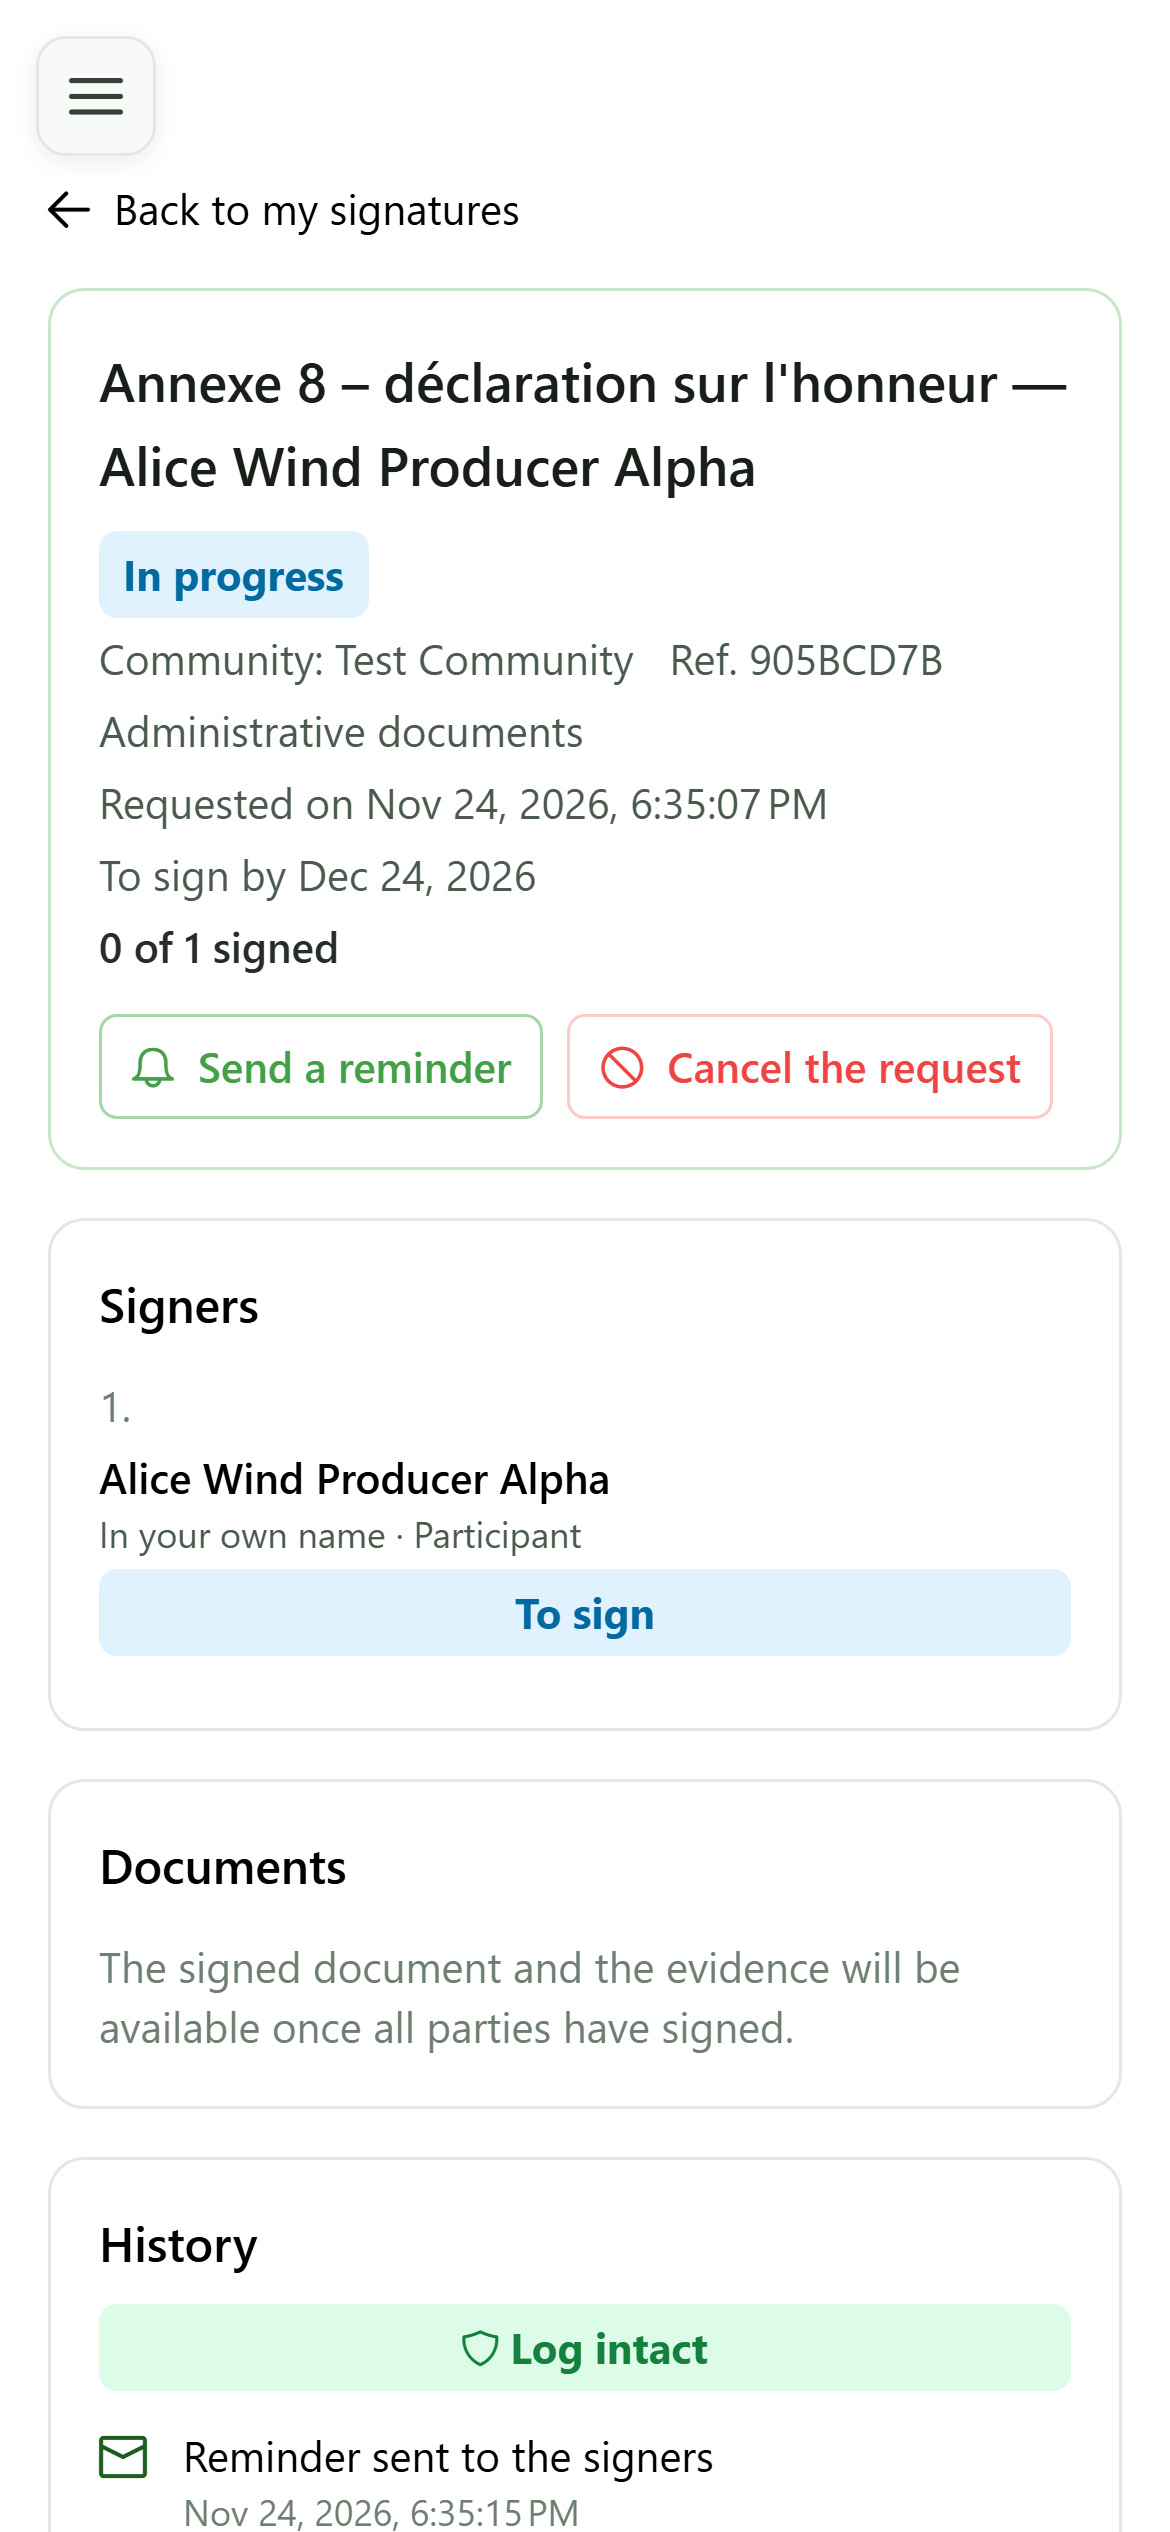 Back to my signatures
Annexe 8 – déclaration sur l'honneur —
Alice Wind Producer Alpha
In progress
Community: Test Community Ref. 905BCD7B
Administrative documents
Requested on Nov 24, 2026, 6:35:07 PM
To sign by Dec 24, 2026
0 of 1 signed
Send a reminder Cancel the request
Signers
1.
Alice Wind Producer Alpha
In your own name · Participant
To sign
Documents
The signed document and the evidence will be
available once all parties have signed.
History
Log intact
Reminder sent to the signers
Nov 24, 2026, 6:35:15 PM